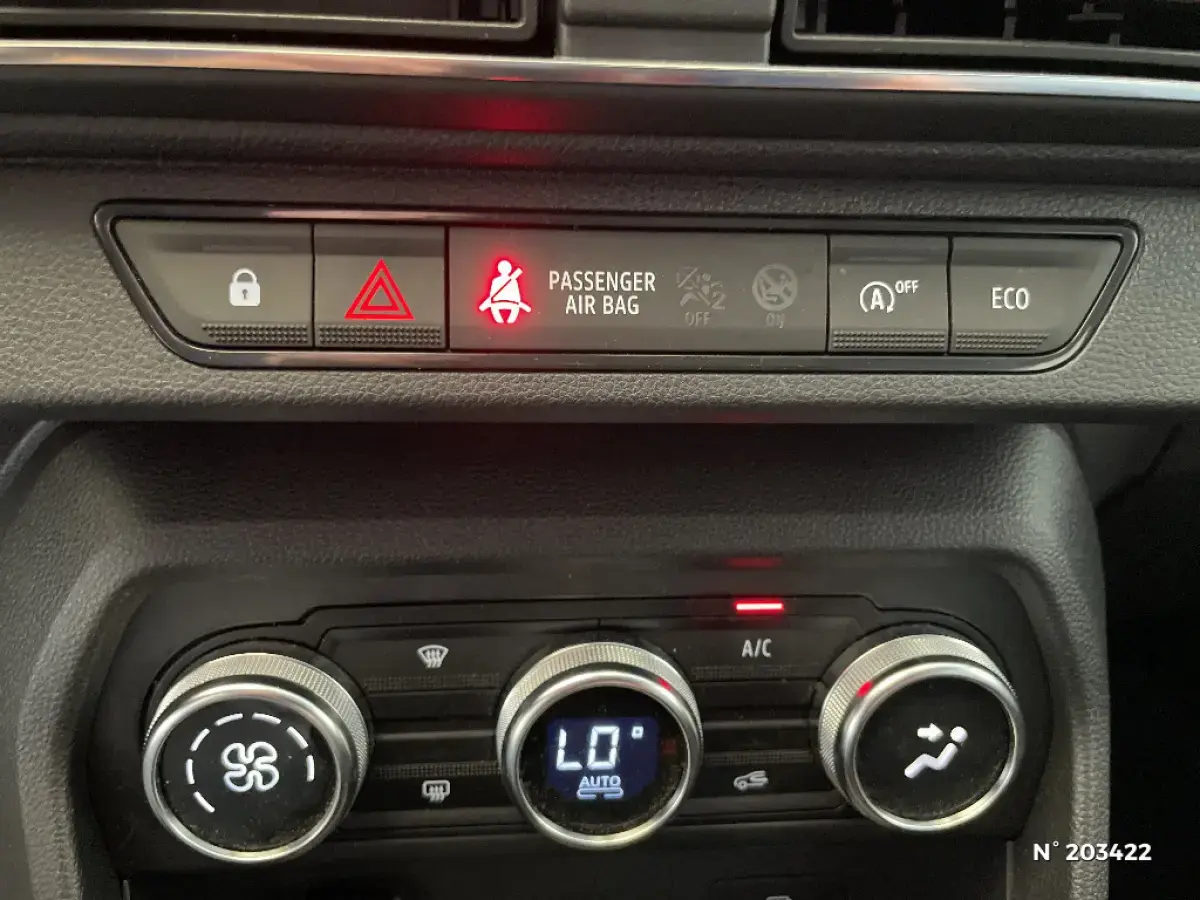 PASSENGER
AIR BAG
OFF
ON
OFF
A
ECO
A/C
LO°
AUTO
N° 203422